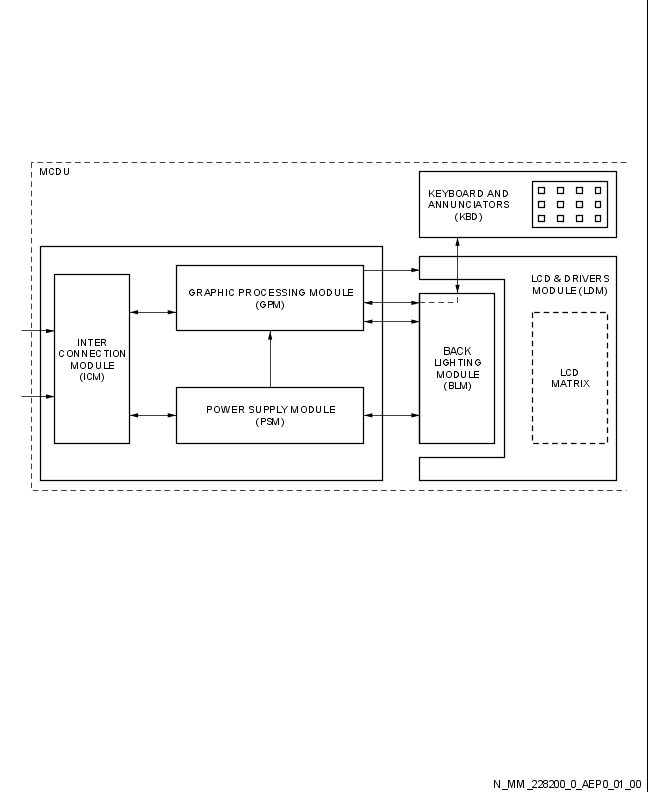 MCDU
KEYBOARD AND
ANNUNCIATORS
(KBD)
GRAPHIC PROCESSING MODULE
(GPM)
LCD & DRIVERS
MODULE (LDM)
INTER
CONNECTION
MODULE
(ICM)
BACK
LIGHTING
MODULE
(BLM)
LCD
MATRIX
POWER SUPPLY MODULE
(PSM)
N_MM_228200_0_AEP0_01_00